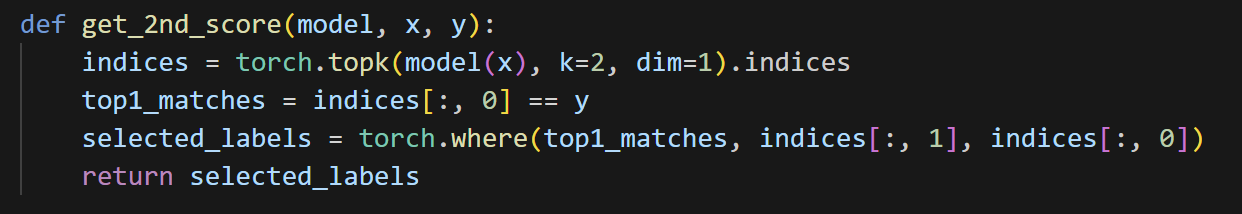 def get_2nd_score(model, x, y):
    indices = torch.topk(model(x), k=2, dim=1).indices
    top1_matches = indices[:, 0] == y
    selected_labels = torch.where(top1_matches, indices[:, 1], indices[:, 0])
    return selected_labels